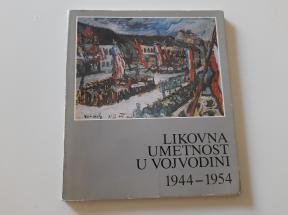 LIKOVNA
UMETNOST
U VOJVODINI
1944-1954